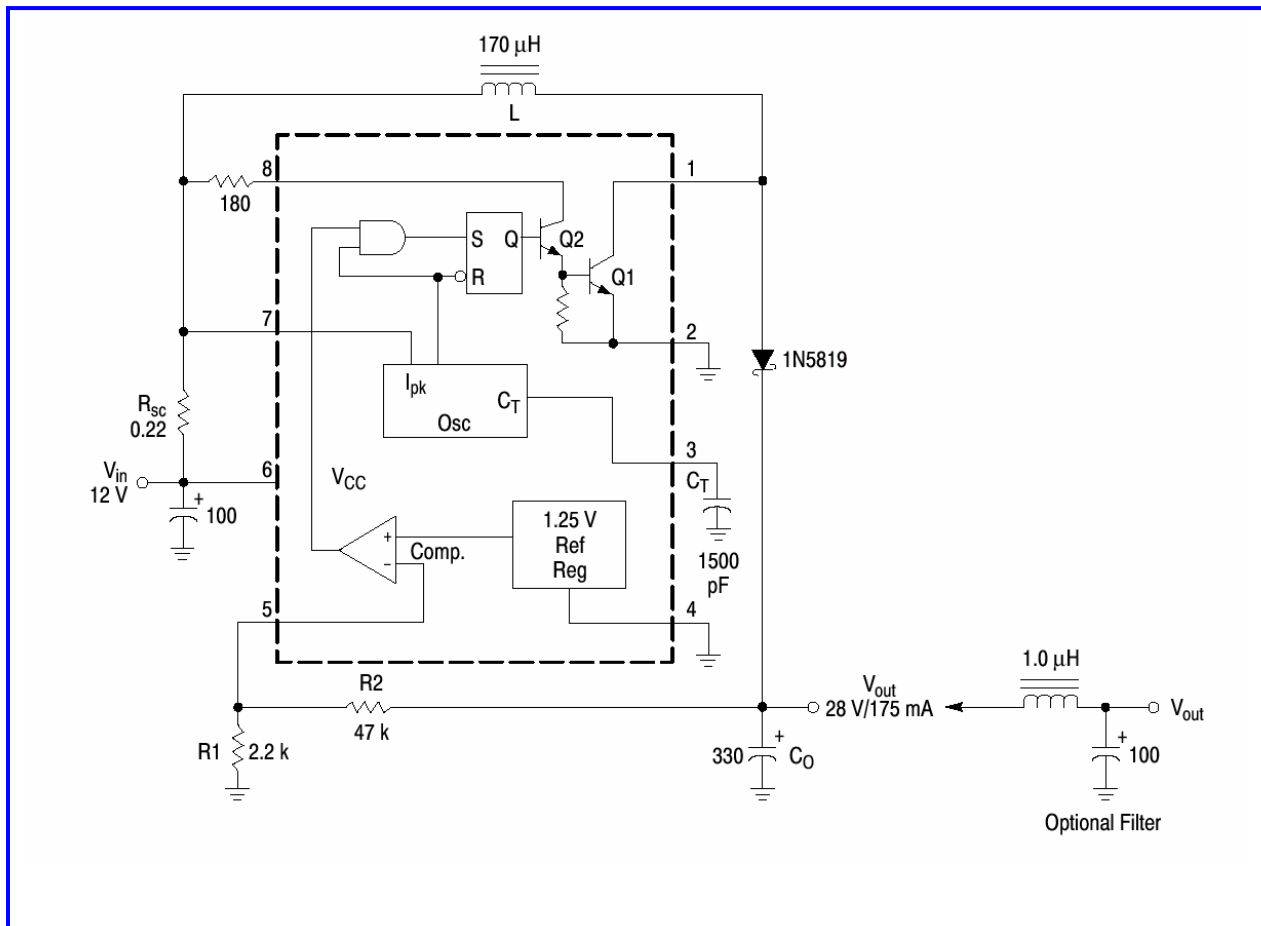 170 μH
L
8
1
180
S
Q
Q2
R
Q1
7
2
1N5819
Ipk
CT
Osc
Rsc
0.22
3
Vin
12 V
6
VCC
CT
+
100
1.25 V
Ref
Reg
+
Comp.
–
1500
pF
5
4
R2
47 k
1.0 μH
Vout
28 V/175 mA
Vout
R1
2.2 k
330
+
CO
+
100
Optional Filter